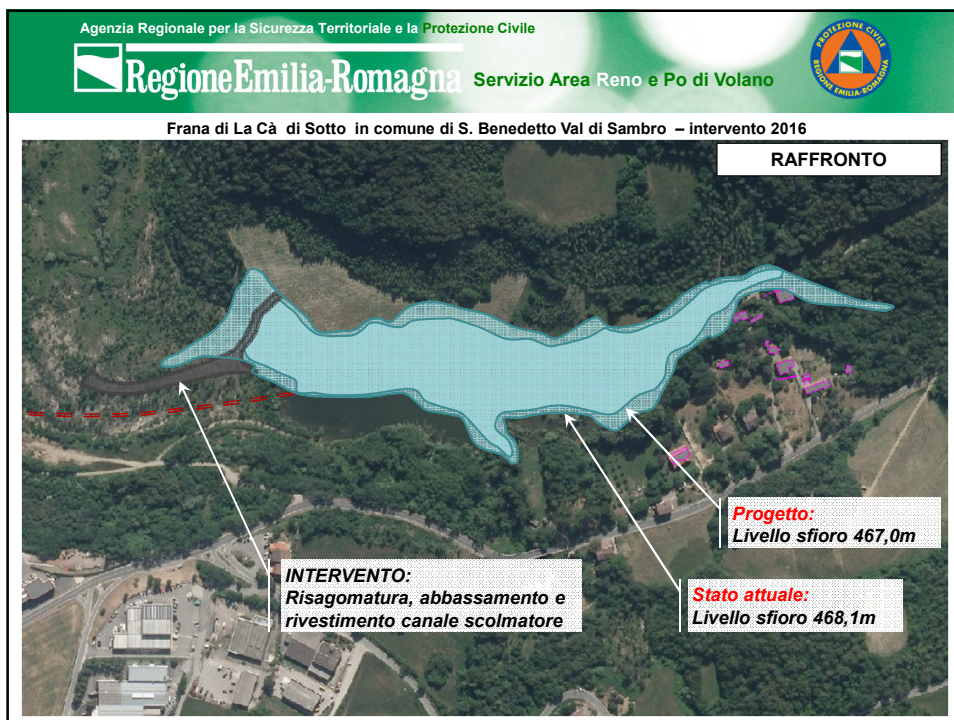 Agenzia Regionale per la Sicurezza Territoriale e la Protezione Civile
RegioneEmilia-Romagna
Servizio Area Reno e Po di Volano
PROTEZIONE CIVILE
REGIONE EMILIA-ROMAGNA
Frana di La Cà di Sotto in comune di S. Benedetto Val di Sambro – intervento 2016
RAFFRONTO
Progetto:
Livello sfioro 467,0m
INTERVENTO:
Risagomatura, abbassamento e
rivestimento canale scolmatore
Stato attuale:
Livello sfioro 468,1m